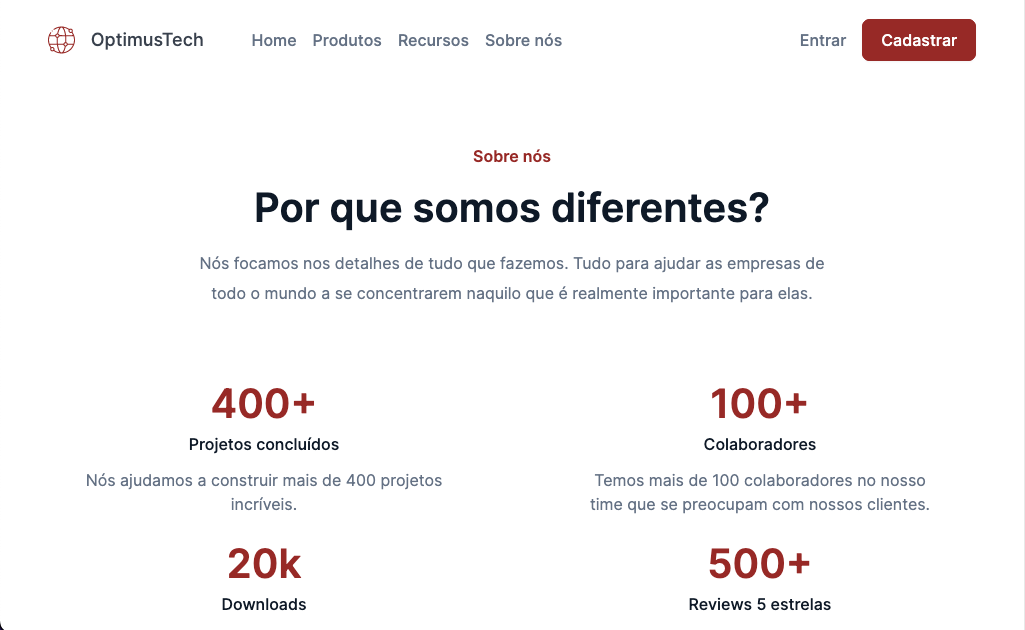 OptimusTech
Home Produtos Recursos Sobre nós
Entrar Cadastrar
Sobre nós
Por que somos diferentes?
Nós focamos nos detalhes de tudo que fazemos. Tudo para ajudar as empresas de
todo o mundo a se concentrarem naquilo que é realmente importante para elas.
400+
Projetos concluídos
Nós ajudamos a construir mais de 400 projetos
incríveis.
100+
Colaboradores
Temos mais de 100 colaboradores no nosso
time que se preocupam com nossos clientes.
20k
Downloads
500+
Reviews 5 estrelas